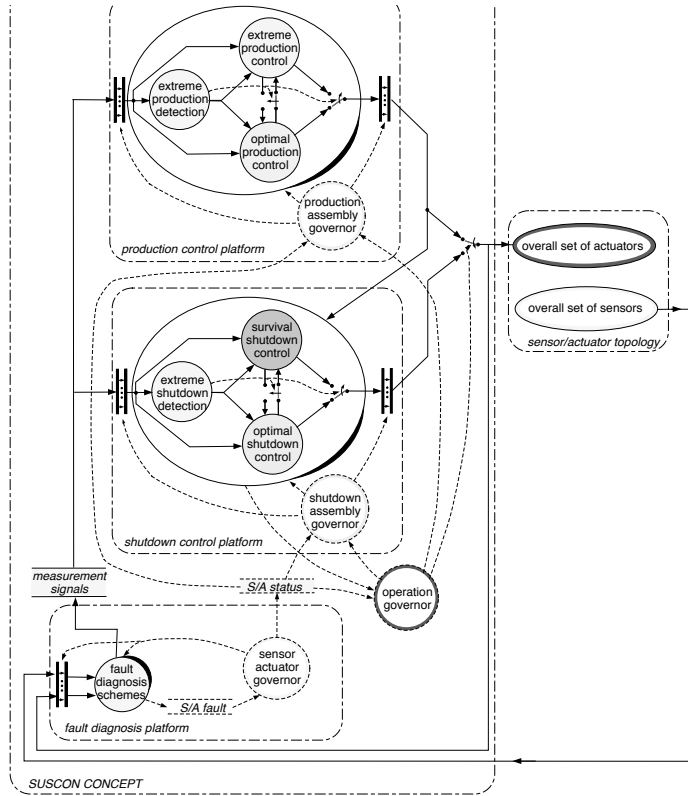 extreme
production
control
extreme
production
detection
optimal
production
control
production
assembly
governor
production control platform
overall set of actuators
overall set of sensors
sensor/actuator topology
survival
shutdown
control
extreme
shutdown
detection
optimal
shutdown
control
shutdown
assembly
governor
shutdown control platform
measurement
signals
S/A status
operation
governor
sensor
actuator
governor
fault
diagnosis
schemes
S/A fault
fault diagnosis platform
SUSCON CONCEPT